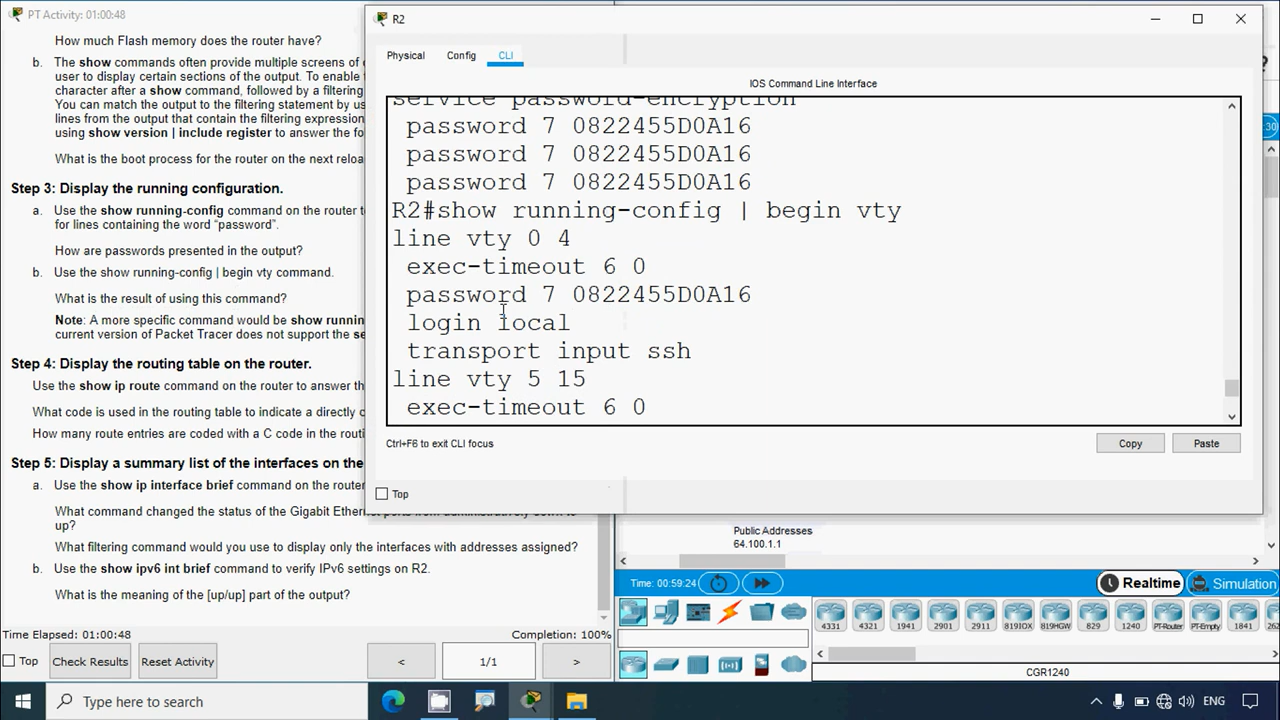 PT Activity: 01:00:48
How much Flash memory does the router have?
b. The show commands often provide multiple screens of
user to display certain sections of the output. To enable
character after a show command, followed by a filtering
You can match the output to the filtering statement by us
lines from the output that contain the filtering expression
using show version | include register to answer the fo
What is the boot process for the router on the next reloa
Step 3: Display the running configuration.
a. Use the show running-config command on the router t
for lines containing the word "password".
How are passwords presented in the output?
b. Use the show running-config | begin vty command.
What is the result of using this command?
Note: A more specific command would be show runnin
current version of Packet Tracer does not support the se
Step 4: Display the routing table on the router.
Use the show ip route command on the router to answer th
What code is used in the routing table to indicate a directly c
How many route entries are coded with a C code in the routi
Step 5: Display a summary list of the interfaces on the
a. Use the show ip interface brief command on the router
What command changed the status of the Gigabit Ethernet ports from administratively down to
up?
What filtering command would you use to display only the interfaces with addresses assigned?
b. Use the show ipv6 int brief command to verify IPv6 settings on R2.
What is the meaning of the [up/up] part of the output?
Time Elapsed: 01:00:48
Completion: 100%
Top
Check Results
Reset Activity
<
1/1
>
R2
Physical
Config
CLI
IOS Command Line Interface
service password-encryption
password 7 0822455D0A16
password 7 0822455D0A16
password 7 0822455D0A16
R2#show running-config | begin vty
line vty 0 4
exec-timeout 6 0
password 7 0822455D0A16
login local
transport input ssh
line vty 5 15
exec-timeout 6 0
Ctrl+F6 to exit CLI focus
Copy
Paste
Top
:30)
Public Addresses
64.100.1.1
Time: 00:59:24
Realtime
Simulation
4331
4321
1941
2901
2911
819IOX
819HGW
829
1240
PT-Router
PT-Empty
1841
262
CGR1240
Type here to search
ENG